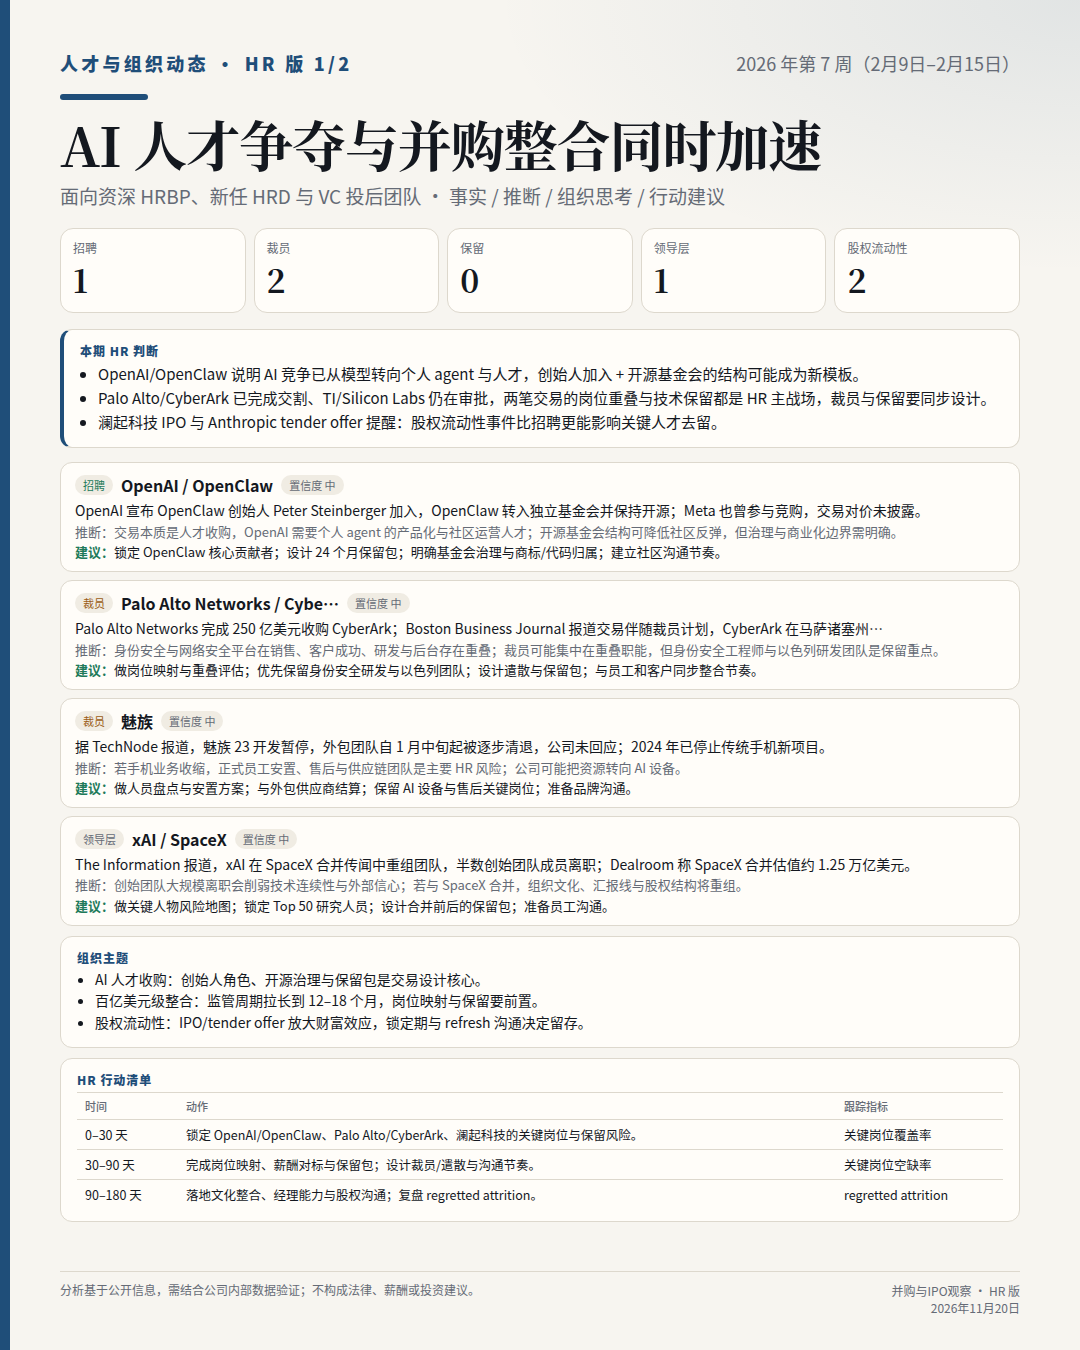 人才与组织动态 · HR 版 1/2
2026 年第 7 周（2月9日–2月15日）
AI 人才争夺与并购整合同时加速
面向资深 HRBP、新任 HRD 与 VC 投后团队 · 事实 / 推断 / 组织思考 / 行动建议
招聘
1
裁员
2
保留
0
领导层
1
股权流动性
2
本期 HR 判断
• OpenAI/OpenClaw 说明 AI 竞争已从模型转向个人 agent 与人才，创始人加入 + 开源基金会的结构可能成为新模板。
• Palo Alto/CyberArk 已完成交割、TI/Silicon Labs 仍在审批，两笔交易的岗位重叠与技术保留都是 HR 主战场，裁员与保留要同步设计。
• 澜起科技 IPO 与 Anthropic tender offer 提醒：股权流动性事件比招聘更能影响关键人才去留。
招聘 OpenAI / OpenClaw 置信度 中
OpenAI 宣布 OpenClaw 创始人 Peter Steinberger 加入，OpenClaw 转入独立基金会并保持开源；Meta 也曾参与竞购，交易对价未披露。
推断：交易本质是人才收购，OpenAI 需要个人 agent 的产品化与社区运营人才；开源基金会结构可降低社区反弹，但治理与商业化边界需明确。
建议：锁定 OpenClaw 核心贡献者；设计 24 个月保留包；明确基金会治理与商标/代码归属；建立社区沟通节奏。
裁员 Palo Alto Networks / Cybe… 置信度 中
Palo Alto Networks 完成 250 亿美元收购 CyberArk；Boston Business Journal 报道交易伴随裁员计划，CyberArk 在马萨诸塞州…
推断：身份安全与网络安全平台在销售、客户成功、研发与后台存在重叠；裁员可能集中在重叠职能，但身份安全工程师与以色列研发团队是保留重点。
建议：做岗位映射与重叠评估；优先保留身份安全研发与以色列团队；设计遣散与保留包；与员工和客户同步整合节奏。
裁员 魅族 置信度 中
据 TechNode 报道，魅族 23 开发暂停，外包团队自 1 月中旬起被逐步清退，公司未回应；2024 年已停止传统手机新项目。
推断：若手机业务收缩，正式员工安置、售后与供应链团队是主要 HR 风险；公司可能把资源转向 AI 设备。
建议：做人员盘点与安置方案；与外包供应商结算；保留 AI 设备与售后关键岗位；准备品牌沟通。
领导层 xAI / SpaceX 置信度 中
The Information 报道，xAI 在 SpaceX 合并传闻中重组团队，半数创始团队成员离职；Dealroom 称 SpaceX 合并估值约 1.25 万亿美元。
推断：创始团队大规模离职会削弱技术连续性与外部信心；若与 SpaceX 合并，组织文化、汇报线与股权结构将重组。
建议：做关键人物风险地图；锁定 Top 50 研究人员；设计合并前后的保留包；准备员工沟通。
组织主题
• AI 人才收购：创始人角色、开源治理与保留包是交易设计核心。
• 百亿美元级整合：监管周期拉长到 12–18 个月，岗位映射与保留要前置。
• 股权流动性：IPO/tender offer 放大财富效应，锁定期与 refresh 沟通决定留存。
HR 行动清单
时间 动作 跟踪指标
0–30 天 锁定 OpenAI/OpenClaw、Palo Alto/CyberArk、澜起科技的关键岗位与保留风险。 关键岗位覆盖率
30–90 天 完成岗位映射、薪酬对标与保留包；设计裁员/遣散与沟通节奏。 关键岗位空缺率
90–180 天 落地文化整合、经理能力与股权沟通；复盘 regretted attrition。 regretted attrition
分析基于公开信息，需结合公司内部数据验证；不构成法律、薪酬或投资建议。
并购与IPO观察 · HR 版
2026年11月20日